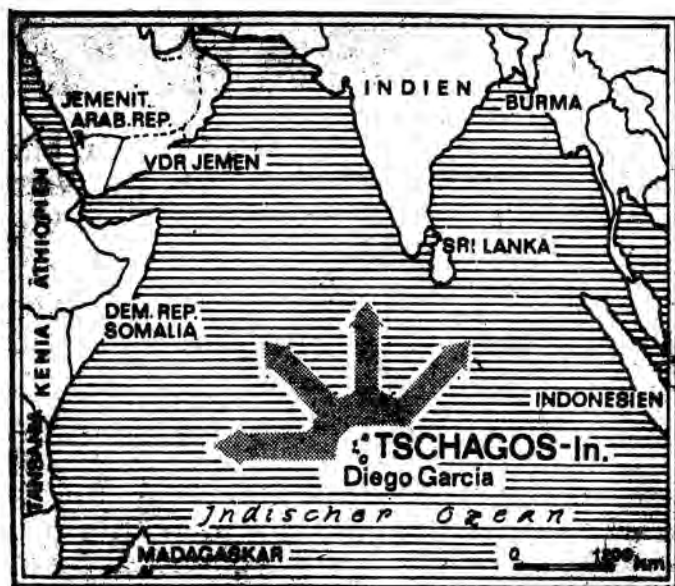 INDIEN
BURMA
JEMENIT.
ARAB.REP.
VDR JEMEN
ÄTHIOPIEN
SRI LANKA
DEM. REP.
SOMALIA
KENIA
INDONESIEN
TANSANIA
TSCHAGOS-In.
Diego Garcia
Indischer Ozean
MADAGASKAR
0 1200 km